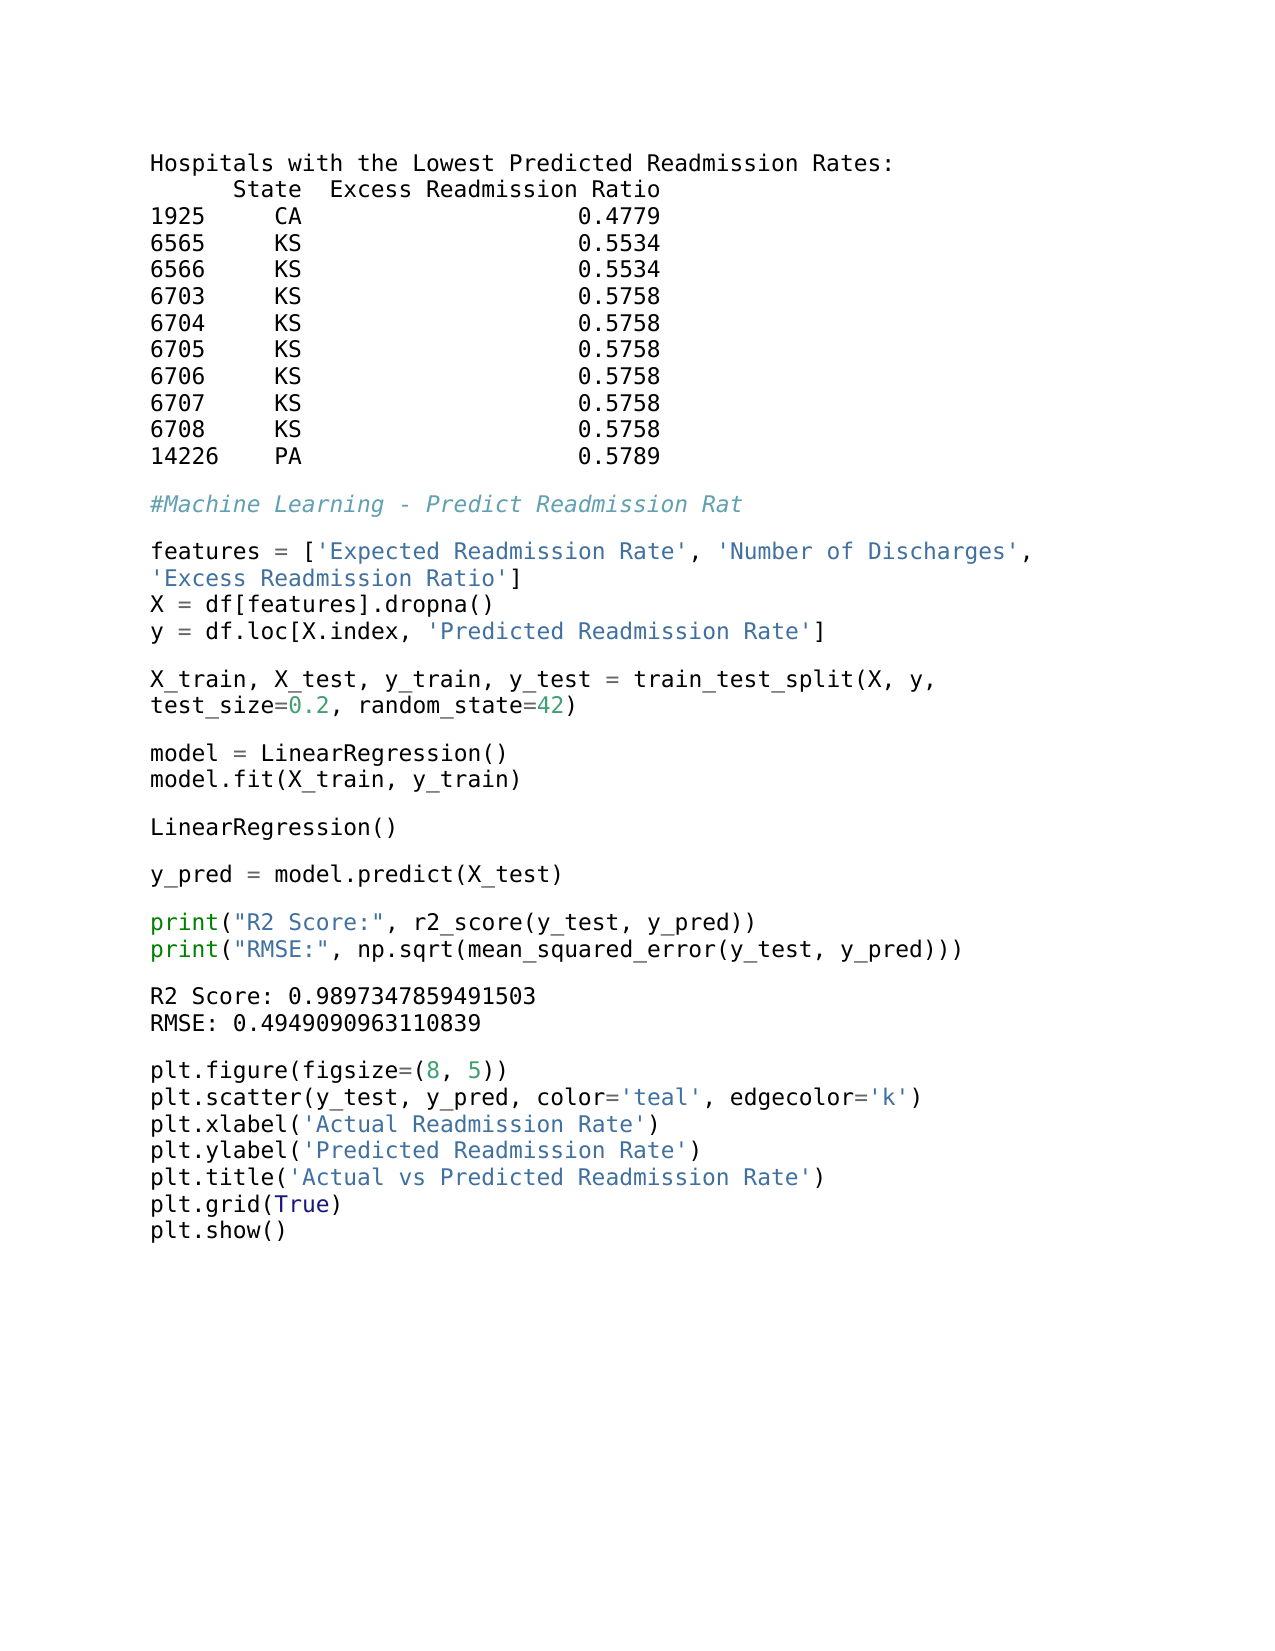 Hospitals with the Lowest Predicted Readmission Rates:
      State  Excess Readmission Ratio
1925     CA                    0.4779
6565     KS                    0.5534
6566     KS                    0.5534
6703     KS                    0.5758
6704     KS                    0.5758
6705     KS                    0.5758
6706     KS                    0.5758
6707     KS                    0.5758
6708     KS                    0.5758
14226    PA                    0.5789
#Machine Learning - Predict Readmission Rat
features = ['Expected Readmission Rate', 'Number of Discharges',
'Excess Readmission Ratio']
X = df[features].dropna()
y = df.loc[X.index, 'Predicted Readmission Rate']
X_train, X_test, y_train, y_test = train_test_split(X, y,
test_size=0.2, random_state=42)
model = LinearRegression()
model.fit(X_train, y_train)
LinearRegression()
y_pred = model.predict(X_test)
print("R2 Score:", r2_score(y_test, y_pred))
print("RMSE:", np.sqrt(mean_squared_error(y_test, y_pred)))
R2 Score: 0.9897347859491503
RMSE: 0.4949090963110839
plt.figure(figsize=(8, 5))
plt.scatter(y_test, y_pred, color='teal', edgecolor='k')
plt.xlabel('Actual Readmission Rate')
plt.ylabel('Predicted Readmission Rate')
plt.title('Actual vs Predicted Readmission Rate')
plt.grid(True)
plt.show()